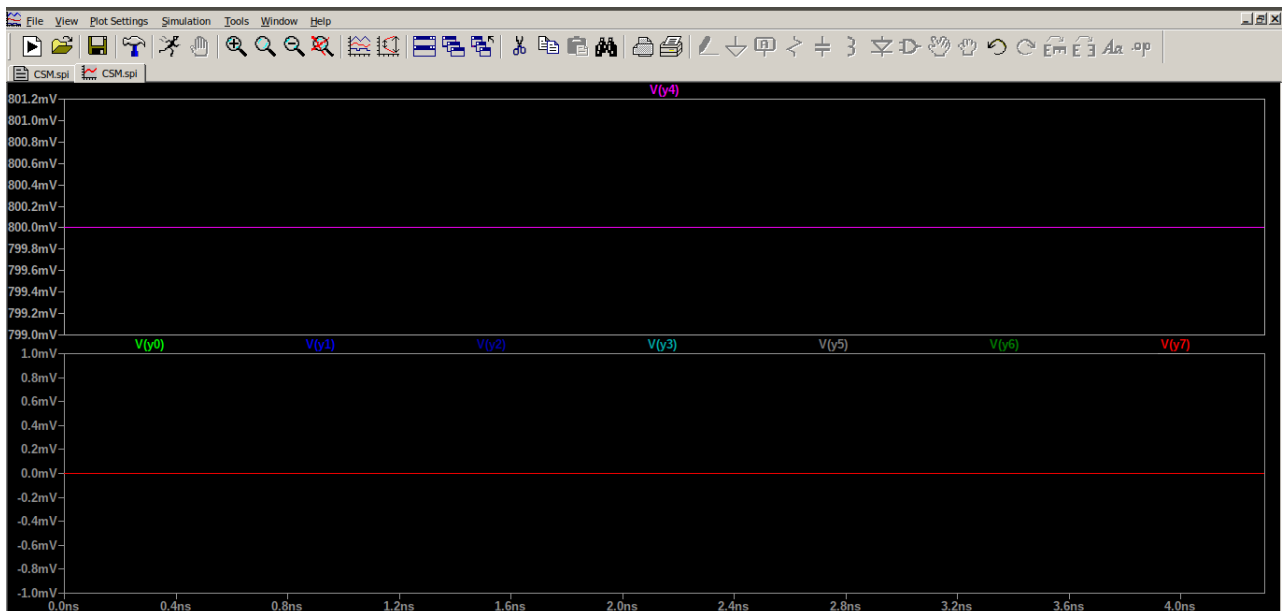 File View Plot Settings Simulation Tools Window Help
.op
CSM.spi CSM.spi
V(y4)
801.2mV
801.0mV
800.8mV
800.6mV
800.4mV
800.2mV
800.0mV
799.8mV
799.6mV
799.4mV
799.2mV
799.0mV
V(y0) V(y1) V(y2) V(y3) V(y5) V(y6) V(y7)
1.0mV
0.8mV
0.6mV
0.4mV
0.2mV
0.0mV
-0.2mV
-0.4mV
-0.6mV
-0.8mV
-1.0mV
0.0ns 0.4ns 0.8ns 1.2ns 1.6ns 2.0ns 2.4ns 2.8ns 3.2ns 3.6ns 4.0ns